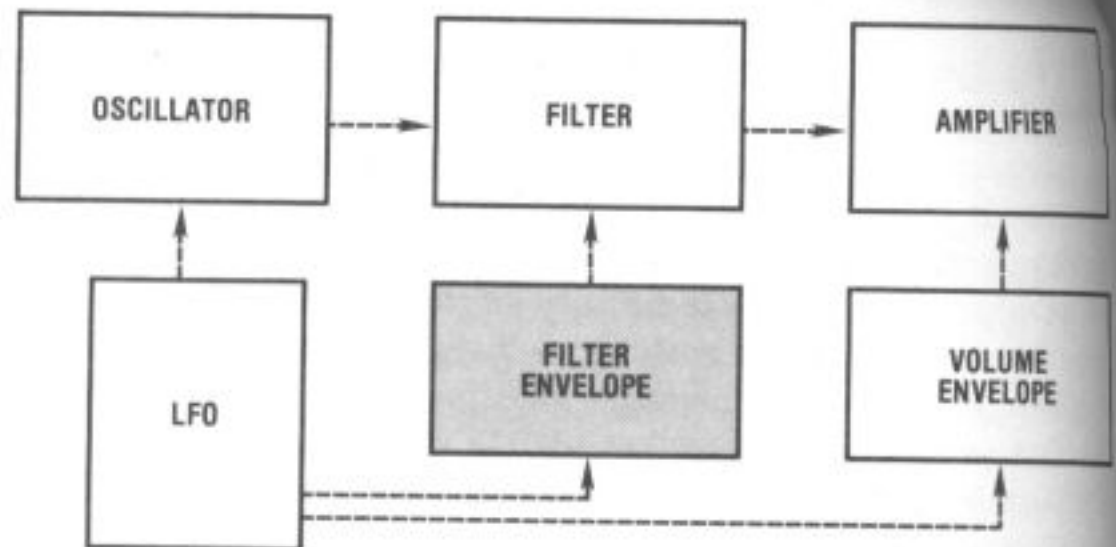 OSCILLATOR
FILTER
AMPLIFIER
LFO
FILTER
ENVELOPE
VOLUME
ENVELOPE